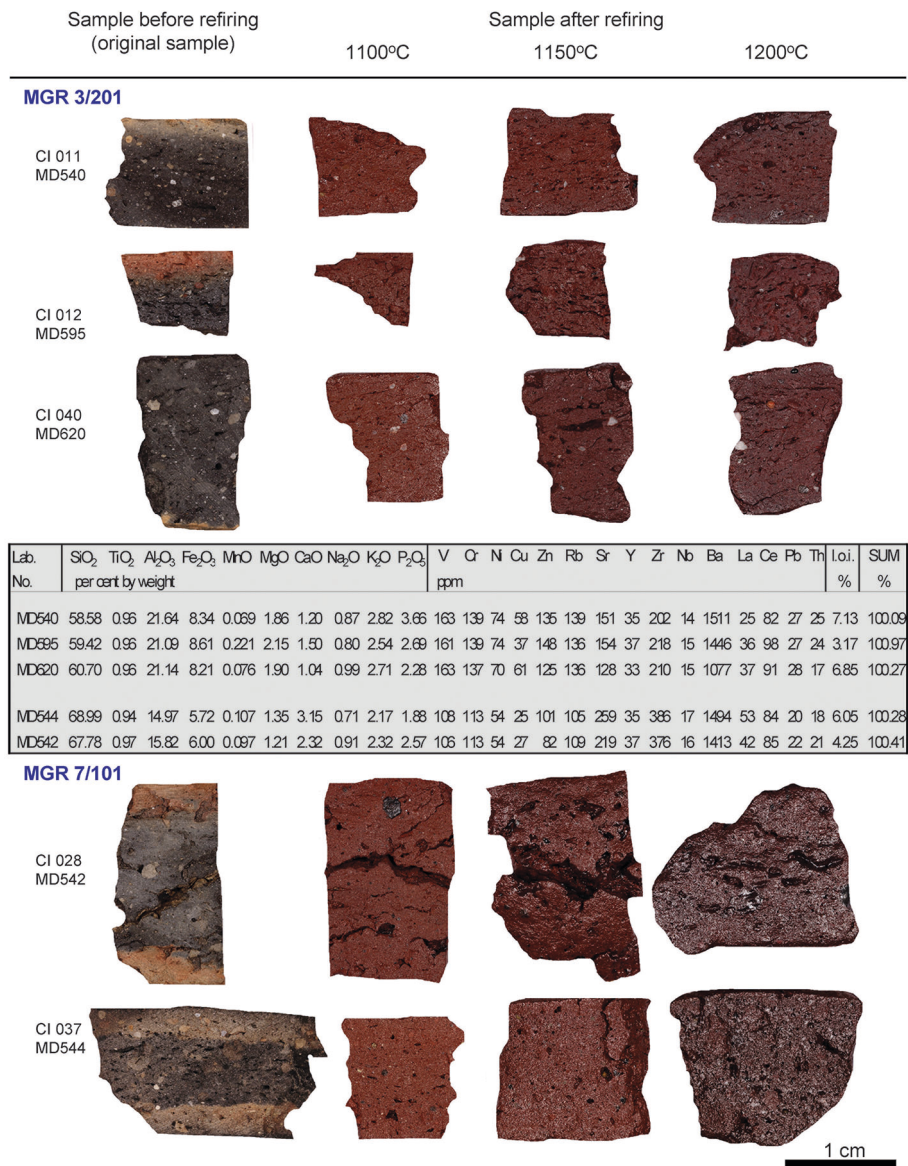 Sample before refiring
(original sample)
Sample after refiring
1100°C
1150°C
1200°C
MGR 3/201
CI 011
MD540
CI 012
MD595
CI 040
MD620
Lab. SiO₂ TiO₂ Al₂O₃ Fe₂O₃ MnO MgO CaO Na₂O K₂O P₂O₅ V Cr Ni Cu Zn Rb Sr Y Zr Nb Ba La Ce Pb Th l.o.i. SUM
No. per cent by weight ppm % %
MD540 58.58 0.96 21.64 8.34 0.069 1.86 1.20 0.87 2.82 3.66 163 139 74 58 135 139 151 35 202 14 1511 25 82 27 25 7.13 100.09
MD595 59.42 0.96 21.09 8.61 0.221 2.15 1.50 0.80 2.54 2.69 161 139 74 37 148 136 154 37 218 15 1446 36 98 27 24 3.17 100.97
MD620 60.70 0.96 21.14 8.21 0.076 1.90 1.04 0.99 2.71 2.28 163 137 70 61 125 136 128 33 210 15 1077 37 91 28 17 6.85 100.27
MD544 68.99 0.94 14.97 5.72 0.107 1.35 3.15 0.71 2.17 1.88 108 113 54 25 101 105 259 35 386 17 1494 53 84 20 18 6.05 100.28
MD542 67.78 0.97 15.82 6.00 0.097 1.21 2.32 0.91 2.32 2.57 106 113 54 27 82 109 219 37 376 16 1413 42 85 22 21 4.25 100.41
MGR 7/101
CI 028
MD542
CI 037
MD544
1 cm